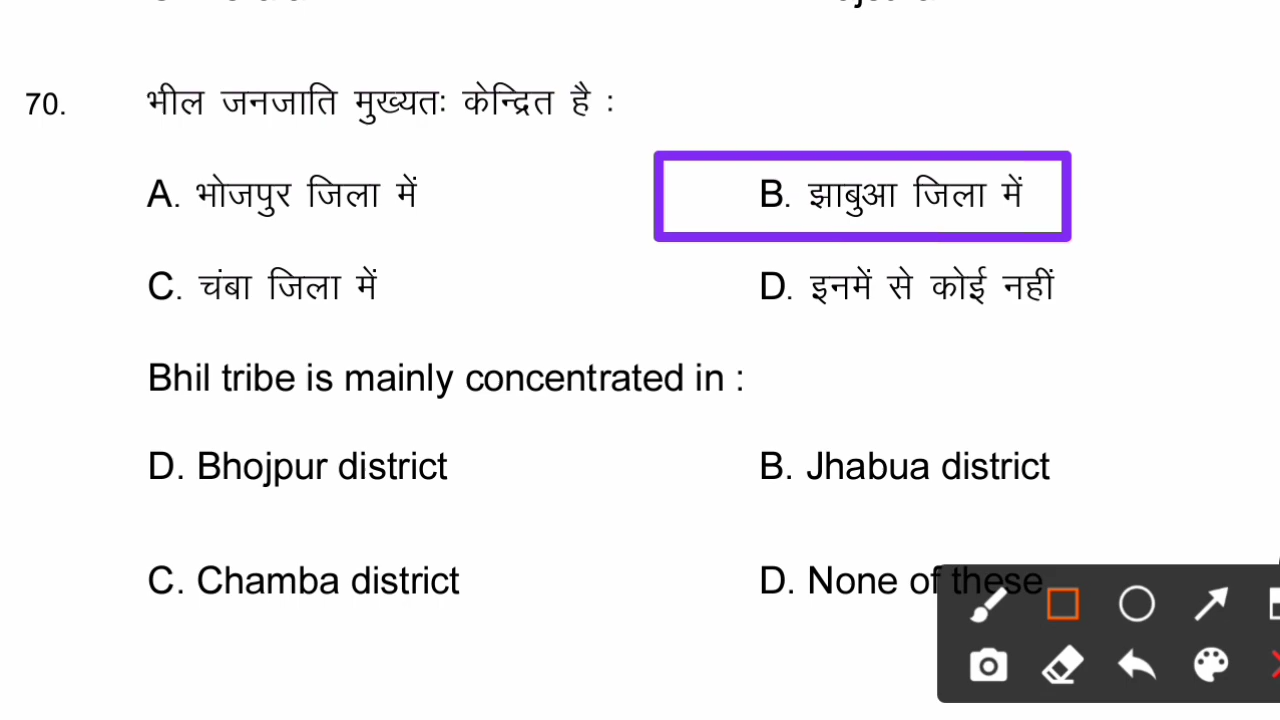 70. भील जनजाति मुख्यतः केन्द्रित है :
A. भोजपुर जिला में B. झाबुआ जिला में
C. चंबा जिला में D. इनमें से कोई नहीं
Bhil tribe is mainly concentrated in :
D. Bhojpur district B. Jhabua district
C. Chamba district D. None of these